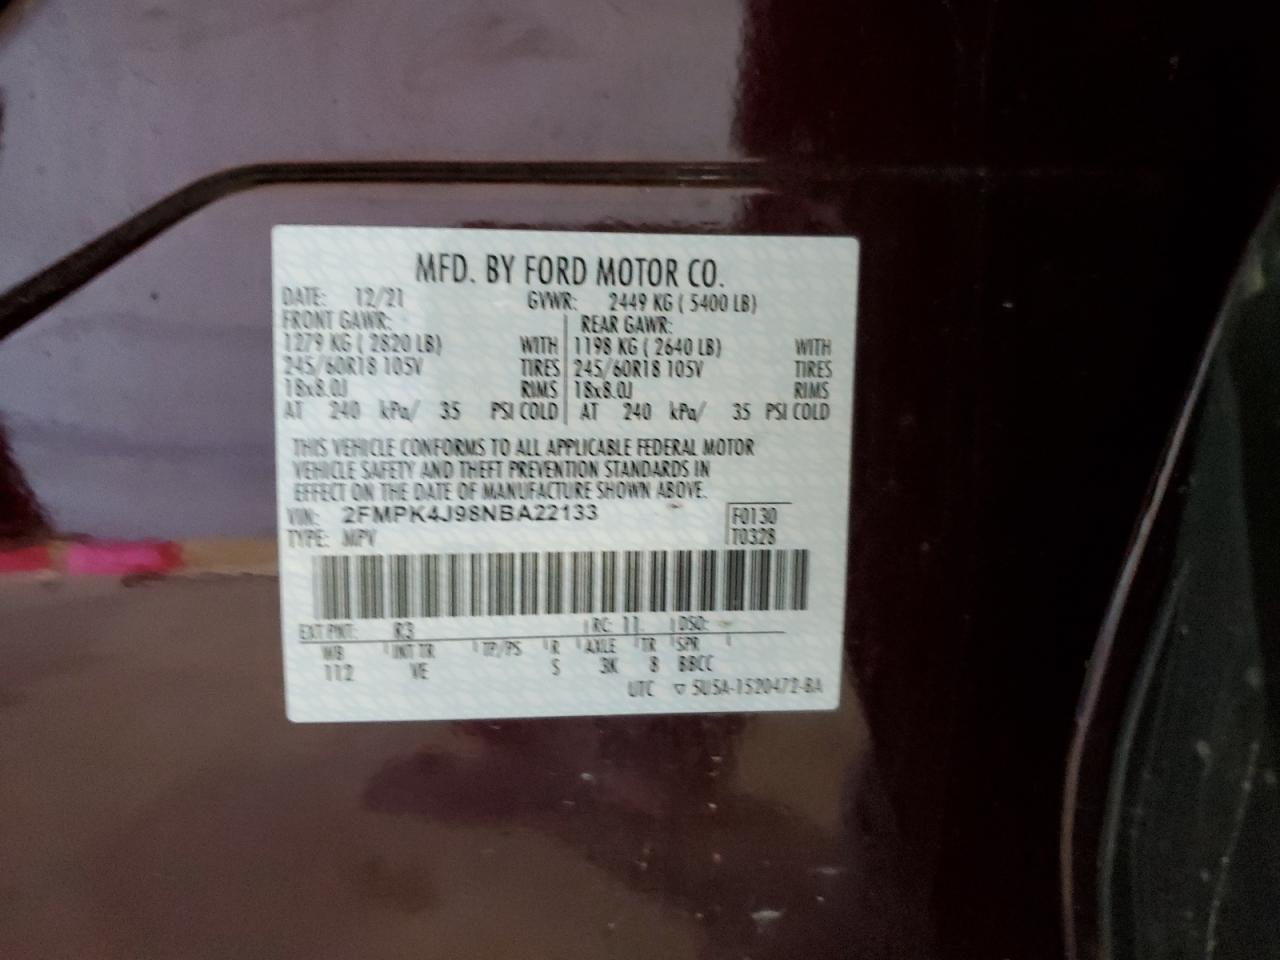 MFD. BY FORD MOTOR CO.
DATE: 12/21 GVWR: 2449 KG ( 5400 LB)
FRONT GAWR: REAR GAWR:
1279 KG ( 2820 LB) WITH 1198 KG ( 2640 LB) WITH
245/60R18 105V TIRES 245/60R18 105V TIRES
18x8.0J RIMS 18x8.0J RIMS
AT 240 kPa/ 35 PSI COLD AT 240 kPa/ 35 PSI COLD
THIS VEHICLE CONFORMS TO ALL APPLICABLE FEDERAL MOTOR
VEHICLE SAFETY AND THEFT PREVENTION STANDARDS IN
EFFECT ON THE DATE OF MANUFACTURE SHOWN ABOVE.
VIN: 2FMPK4J98NBA22133 F0130
TYPE: MPV T0328
EXT PNT: R3 RC: 11 DSO:
WB INT TR TP/PS R AXLE TR SPR
112 VE S 3K 8 BBCC
UTC ▽ 5U5A-1520472-BA